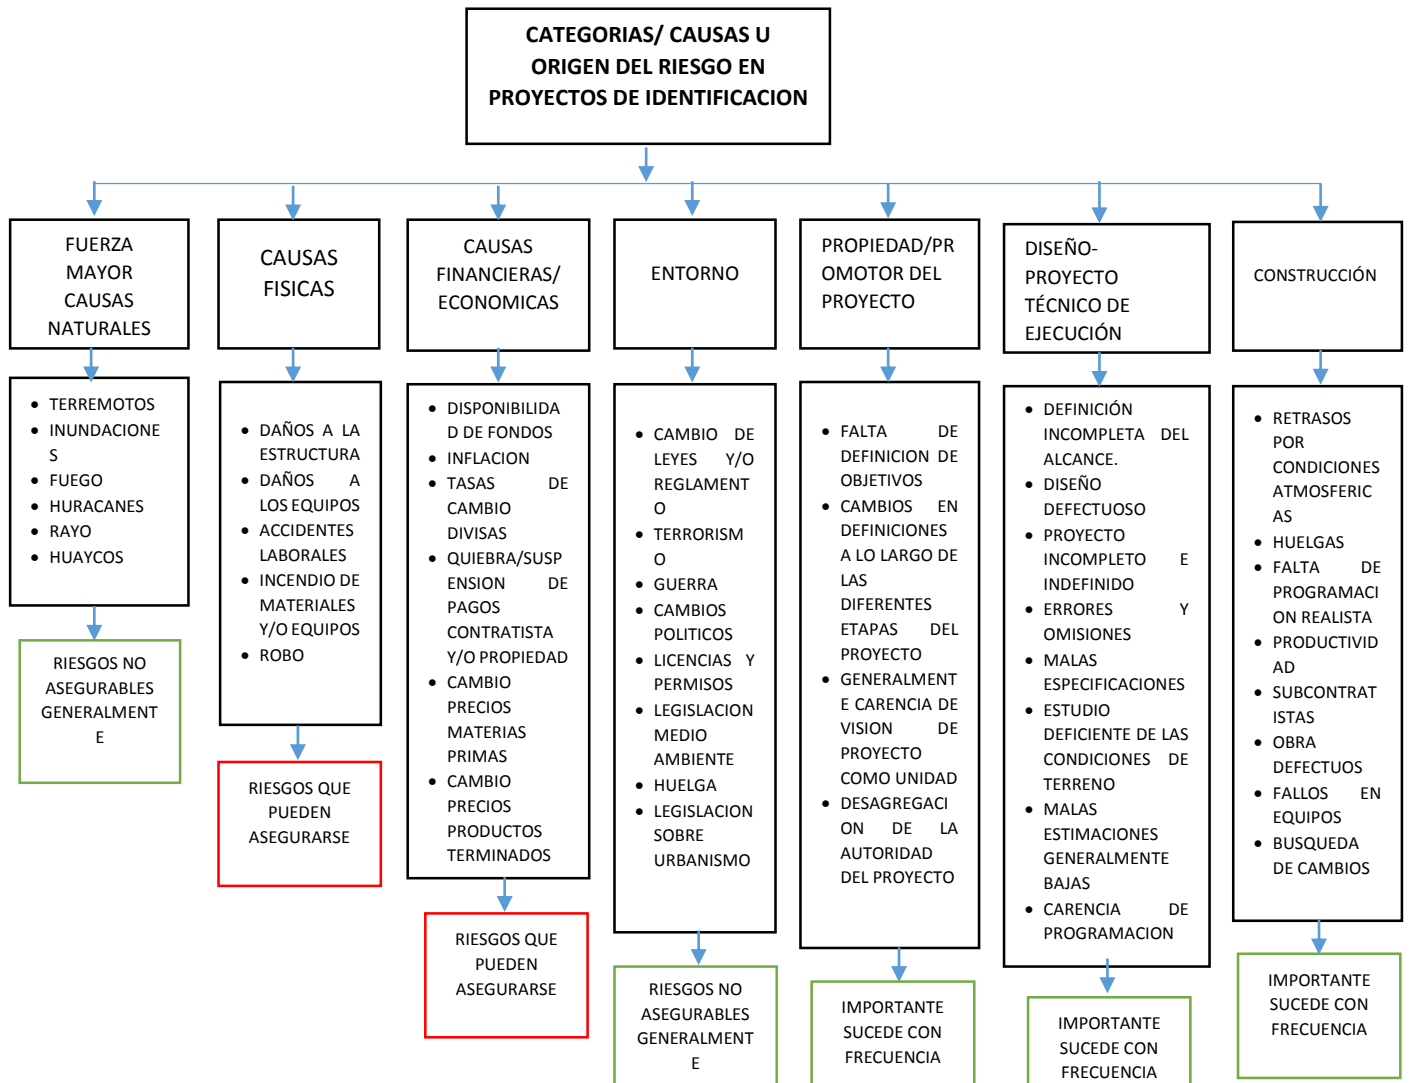 CATEGORIAS/ CAUSAS U
ORIGEN DEL RIESGO EN
PROYECTOS DE IDENTIFICACION
FUERZA
MAYOR
CAUSAS
NATURALES
CAUSAS
FISICAS
CAUSAS
FINANCIERAS/
ECONOMICAS
ENTORNO
PROPIEDAD/PR
OMOTOR DEL
PROYECTO
DISEÑO-
PROYECTO
TÉCNICO DE
EJECUCIÓN
CONSTRUCCIÓN
• TERREMOTOS
• INUNDACIONE
S
• FUEGO
• HURACANES
• RAYO
• HUAYCOS
• DAÑOS A LA
ESTRUCTURA
• DAÑOS A
LOS EQUIPOS
• ACCIDENTES
LABORALES
• INCENDIO DE
MATERIALES
Y/O EQUIPOS
• ROBO
• DISPONIBILIDA
D DE FONDOS
• INFLACION
• TASAS DE
CAMBIO
DIVISAS
• QUIEBRA/SUSP
ENSION DE
PAGOS
CONTRATISTA
Y/O PROPIEDAD
• CAMBIO
PRECIOS
MATERIAS
PRIMAS
• CAMBIO
PRECIOS
PRODUCTOS
TERMINADOS
• CAMBIO DE
LEYES Y/O
REGLAMENT
O
• TERRORISM
O
• GUERRA
• CAMBIOS
POLITICOS
• LICENCIAS Y
PERMISOS
• LEGISLACION
MEDIO
AMBIENTE
• HUELGA
• LEGISLACION
SOBRE
URBANISMO
• FALTA DE
DEFINICION DE
OBJETIVOS
• CAMBIOS EN
DEFINICIONES
A LO LARGO DE
LAS
DIFERENTES
ETAPAS DEL
PROYECTO
• GENERALMENT
E CARENCIA DE
VISION DE
PROYECTO
COMO UNIDAD
• DESAGREGACI
ON DE LA
AUTORIDAD
DEL PROYECTO
• DEFINICIÓN
INCOMPLETA DEL
ALCANCE.
• DISEÑO
DEFECTUOSO
• PROYECTO
INCOMPLETO E
INDEFINIDO
• ERRORES Y
OMISIONES
• MALAS
ESPECIFICACIONES
• ESTUDIO
DEFICIENTE DE LAS
CONDICIONES DE
TERRENO
• MALAS
ESTIMACIONES
GENERALMENTE
BAJAS
• CARENCIA DE
PROGRAMACION
• RETRASOS
POR
CONDICIONES
ATMOSFERIC
AS
• HUELGAS
• FALTA DE
PROGRAMACI
ON REALISTA
• PRODUCTIVID
AD
• SUBCONTRAT
ISTAS
• OBRA
DEFECTUOS
• FALLOS EN
EQUIPOS
• BUSQUEDA
DE CAMBIOS
RIESGOS NO
ASEGURABLES
GENERALMENT
E
RIESGOS QUE
PUEDEN
ASEGURARSE
RIESGOS QUE
PUEDEN
ASEGURARSE
RIESGOS NO
ASEGURABLES
GENERALMENT
E
IMPORTANTE
SUCEDE CON
FRECUENCIA
IMPORTANTE
SUCEDE CON
FRECUENCIA
IMPORTANTE
SUCEDE CON
FRECUENCIA